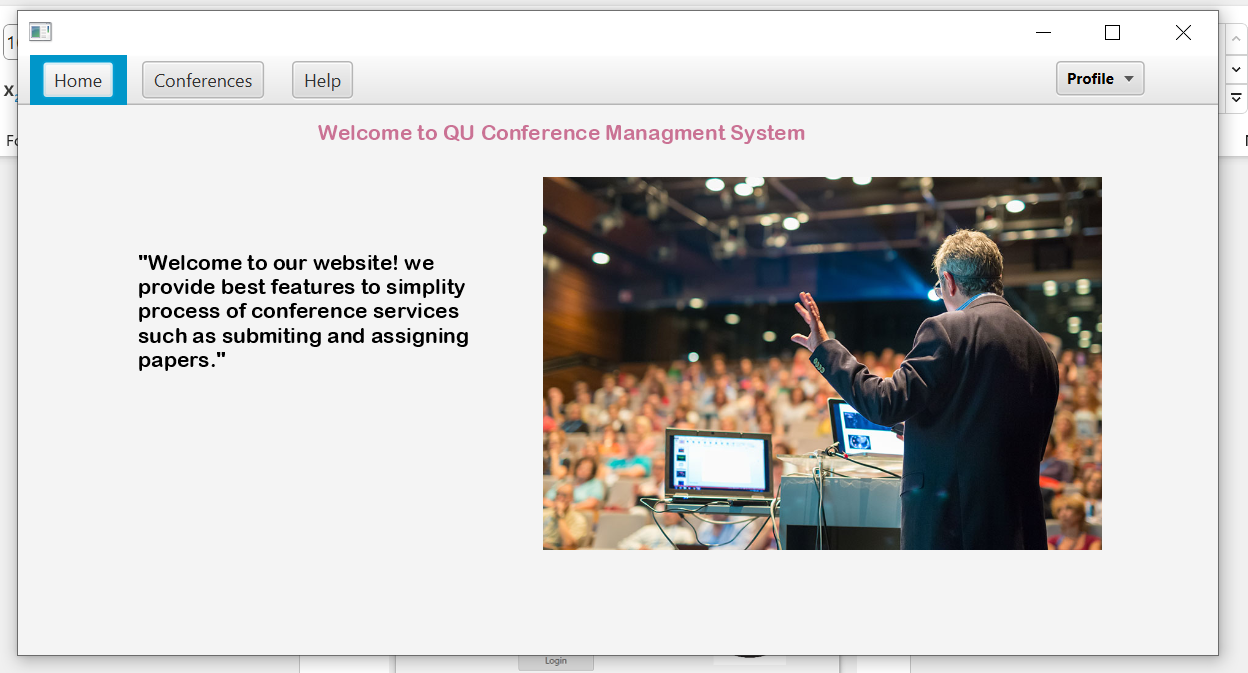 Home
Conferences
Help
Profile
Welcome to QU Conference Managment System
"Welcome to our website! we
provide best features to simplity
process of conference services
such as submiting and assigning
papers."
Login